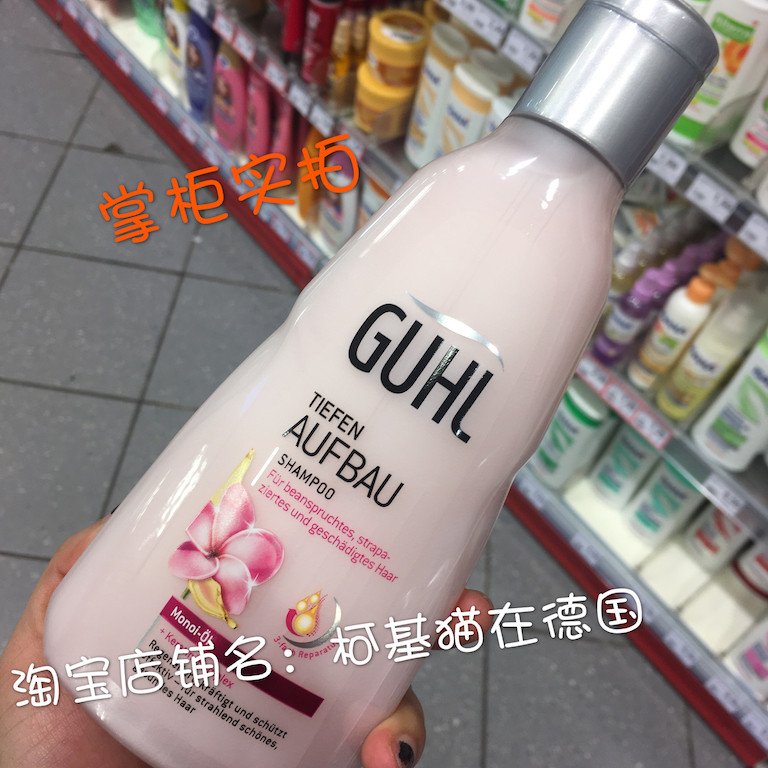 掌柜实拍
GUHL
TIEFEN
AUFBAU
SHAMPOO
Für beanspruchtes, strapa-
ziertes und geschädigtes Haar
Monoi-Öl
淘宝店铺名：柯基猫在德国
kräftigt und schützt
für strahlend schönes,
Haar